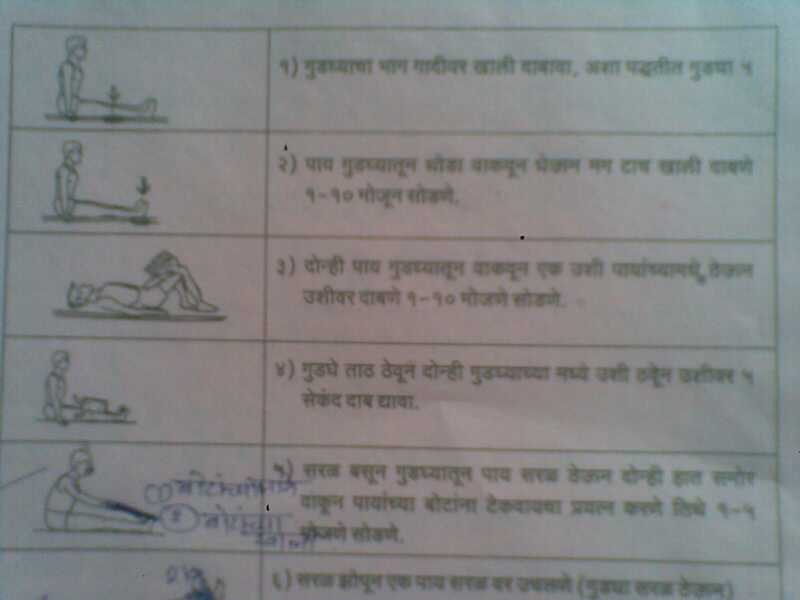 १) गुडघ्याचा भाग गादीवर खाली दाबावा, अशा पद्धतीत गुडघा ५
२) पाय गुडघ्यातून थोडा वाकवून घेऊन मग टाच खाली दाबणे
१-१० मोजून सोडणे.
३) दोन्ही पाय गुडघ्यातून वाकवून एक उशी पायांच्यामधे ठेऊन
उशीवर दाबणे १-१० मोजणे सोडणे.
४) गुडघे ताठ ठेवून दोन्ही गुडघ्याच्या मध्ये उशी ठेवून उशीवर ५
सेकंद दाब द्यावा.
५) सरळ बसून गुडघ्यातून पाय सरळ ठेऊन दोन्ही हात समोर
वाकून पायांच्या बोटांना टेकवायचा प्रयत्न करणे तिथे १-५
मोजणे सोडणे.
बोटांच्या
६) सरळ झोपून एक पाय सरळ वर उचलणे (गुडघा सरळ ठेऊन)